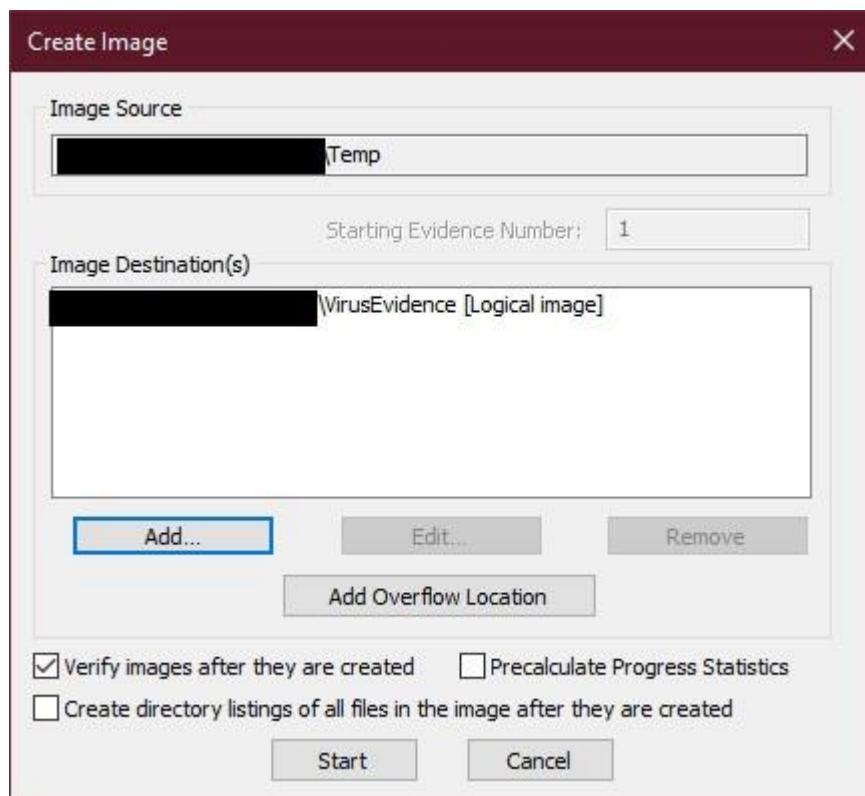 Create Image
Image Source
\Temp
Starting Evidence Number: 1
Image Destination(s)
\VirusEvidence [Logical image]
Add... Edit... Remove
Add Overflow Location
Verify images after they are created Precalculate Progress Statistics
Create directory listings of all files in the image after they are created
Start Cancel